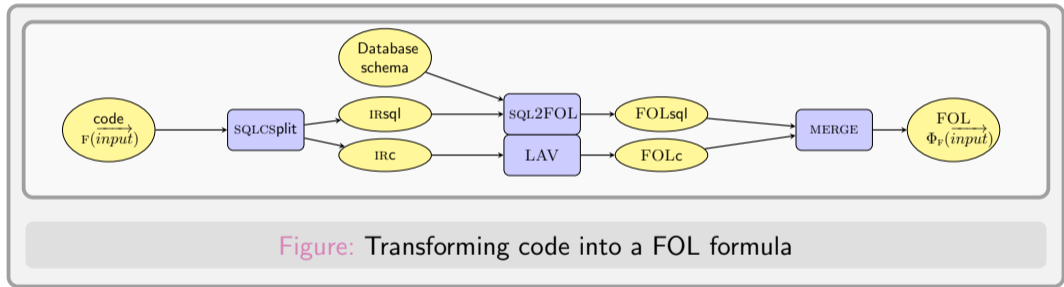 Database
schema
code
F(input)
SQLCSplit
IRsql
IRc
SQL2FOL
LAV
FOLsql
FOLc
MERGE
FOL
Φ_F(input)
Figure: Transforming code into a FOL formula